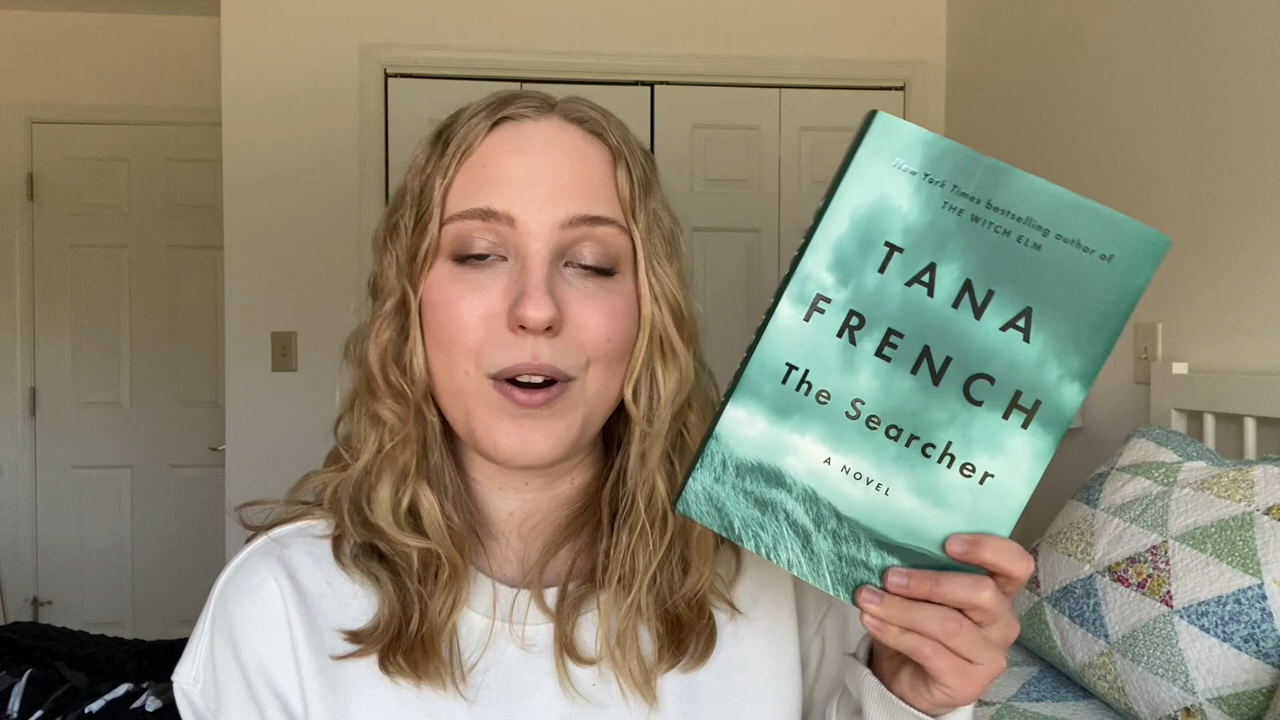 New York Times bestselling author of
THE WITCH ELM
TANA
FRENCH
The Searcher
A NOVEL